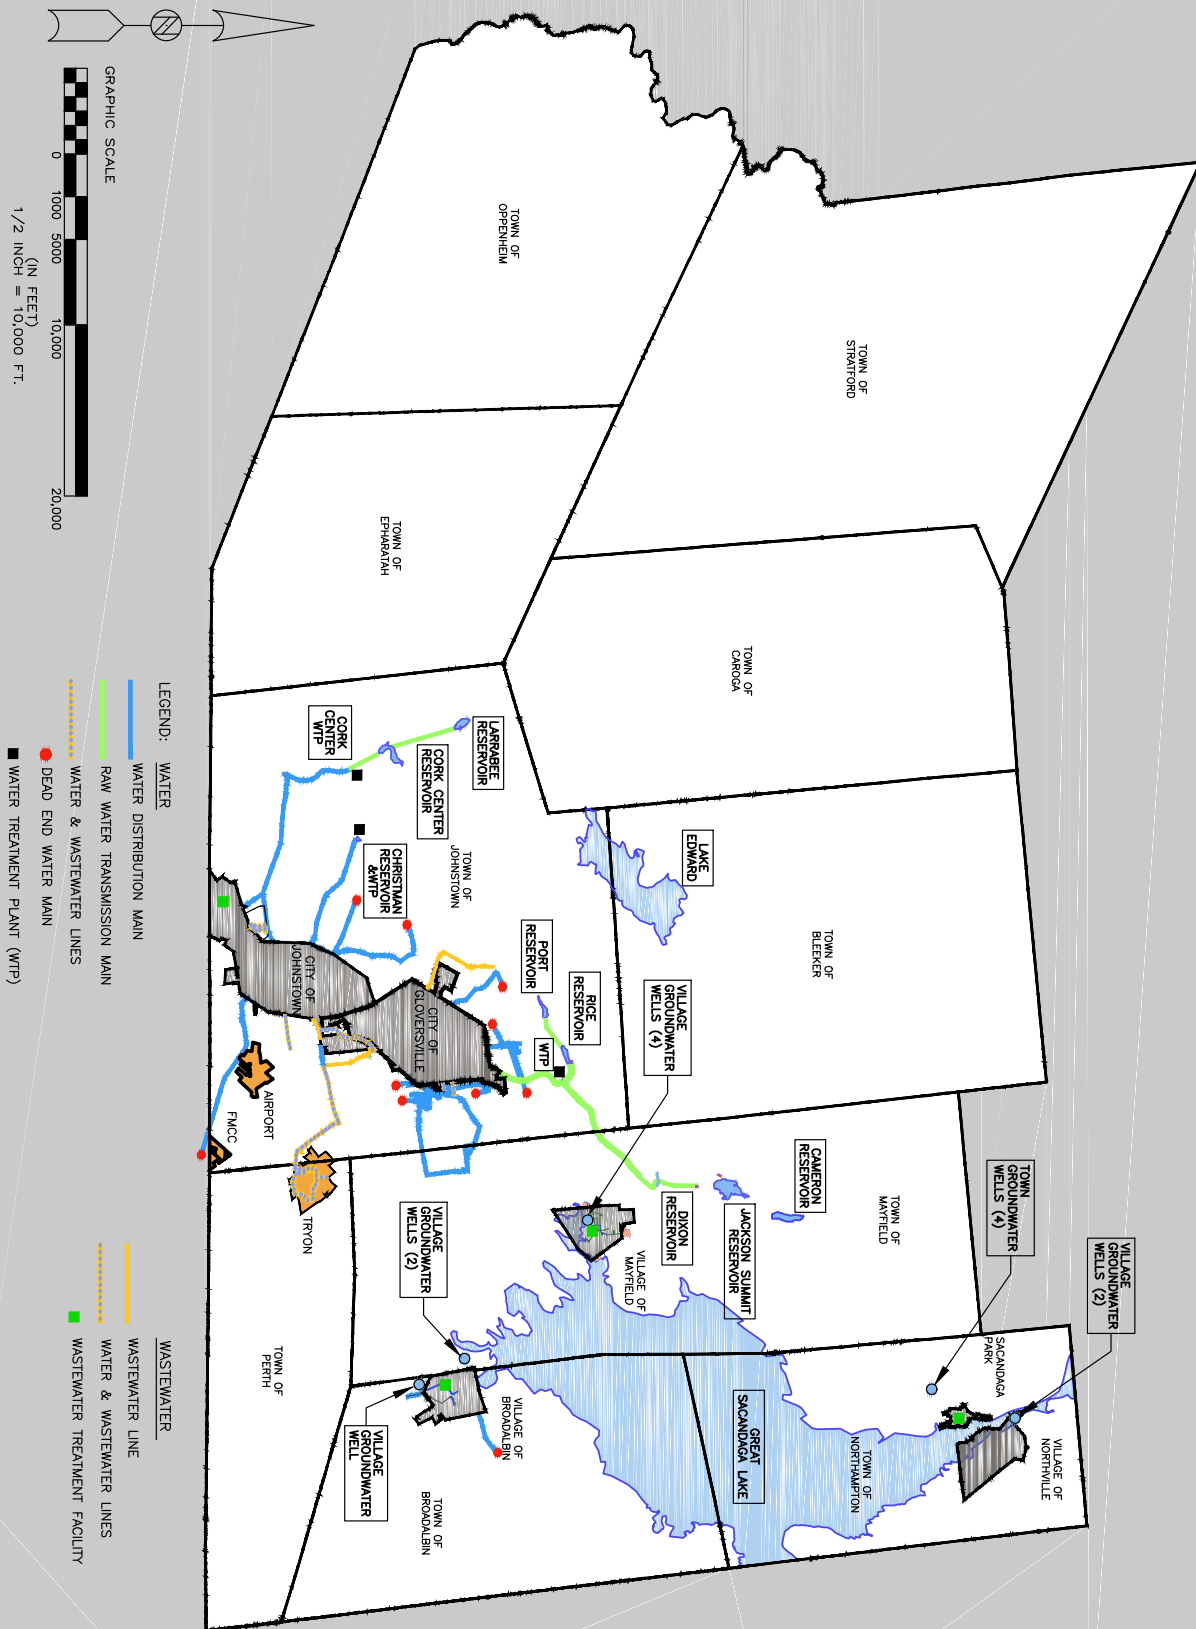 GRAPHIC SCALE
0
1000
5000
10,000
20,000
(IN FEET)
1/2 INCH = 10,000 FT.
TOWN OF
OPPENHEIM
TOWN OF
STRATFORD
TOWN OF
EPHARATAH
TOWN OF
CAROGA
TOWN OF
BLEEKER
LARRABEE
RESERVOIR
CORK CENTER
RESERVOIR
CORK
CENTER
WTP
TOWN OF
JOHNSTOWN
CHRISTMAN
RESERVOIR
&WTP
LAKE
EDWARD
PORT
RESERVOIR
RICE
RESERVOIR
WTP
VILLAGE
GROUNDWATER
WELLS (4)
CITY OF
JOHNSTOWN
CITY OF
GLOVERSVILLE
AIRPORT
FMCC
TRYON
CAMERON
RESERVOIR
JACKSON SUMMIT
RESERVOIR
DIXON
RESERVOIR
TOWN OF
MAYFIELD
VILLAGE OF
MAYFIELD
TOWN
GROUNDWATER
WELLS (4)
VILLAGE
GROUNDWATER
WELLS (2)
VILLAGE
GROUNDWATER
WELLS (2)
SACANDAGA
PARK
VILLAGE OF
NORTHVILLE
TOWN OF
NORTHAMPTON
GREAT
SACANDAGA LAKE
VILLAGE OF
BROADALBIN
VILLAGE
GROUNDWATER
WELL
TOWN OF
BROADALBIN
TOWN OF
PERTH
LEGEND:
WATER
WATER DISTRIBUTION MAIN
RAW WATER TRANSMISSION MAIN
WATER & WASTEWATER LINES
DEAD END WATER MAIN
WATER TREATMENT PLANT (WTP)
WASTEWATER
WASTEWATER LINE
WATER & WASTEWATER LINES
WASTEWATER TREATMENT FACILITY